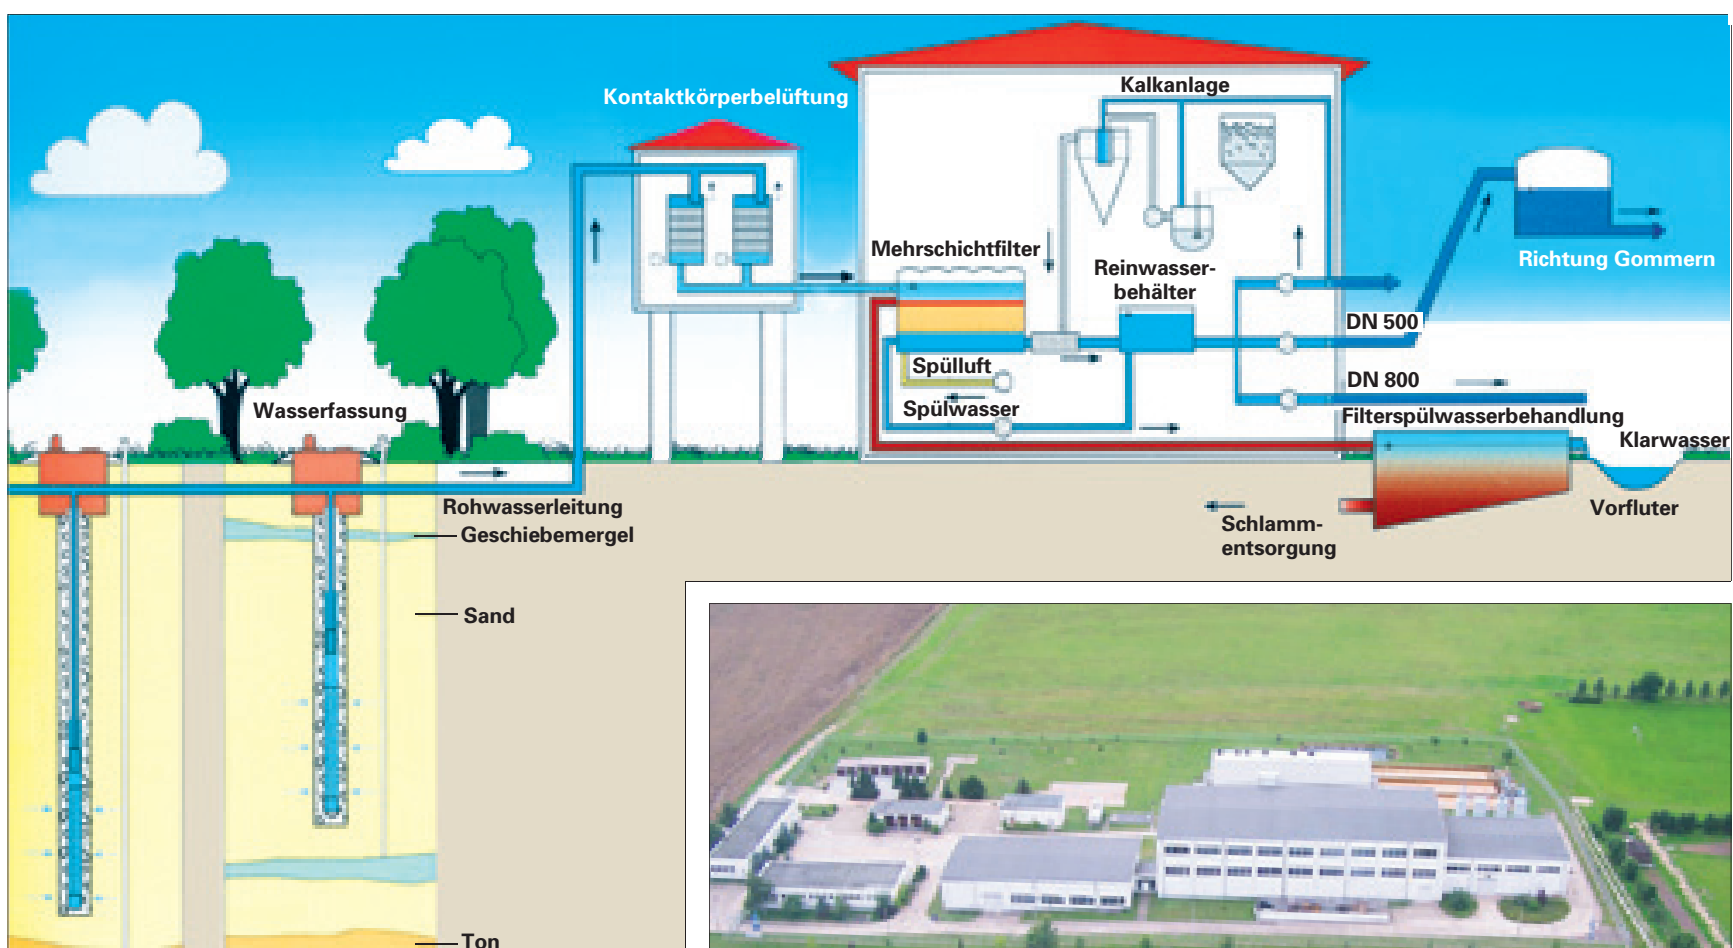 Kontaktkörperbelüftung
Kalkanlage
Mehrschichtfilter
Reinwasser-
behälter
Richtung Gommern
DN 500
Spülluft
DN 800
Spülwasser
Wasserfassung
Filterspülwasserbehandlung
Klarwasser
Rohwasserleitung
Vorfluter
Geschiebemergel
Schlamm-
entsorgung
Sand
Ton